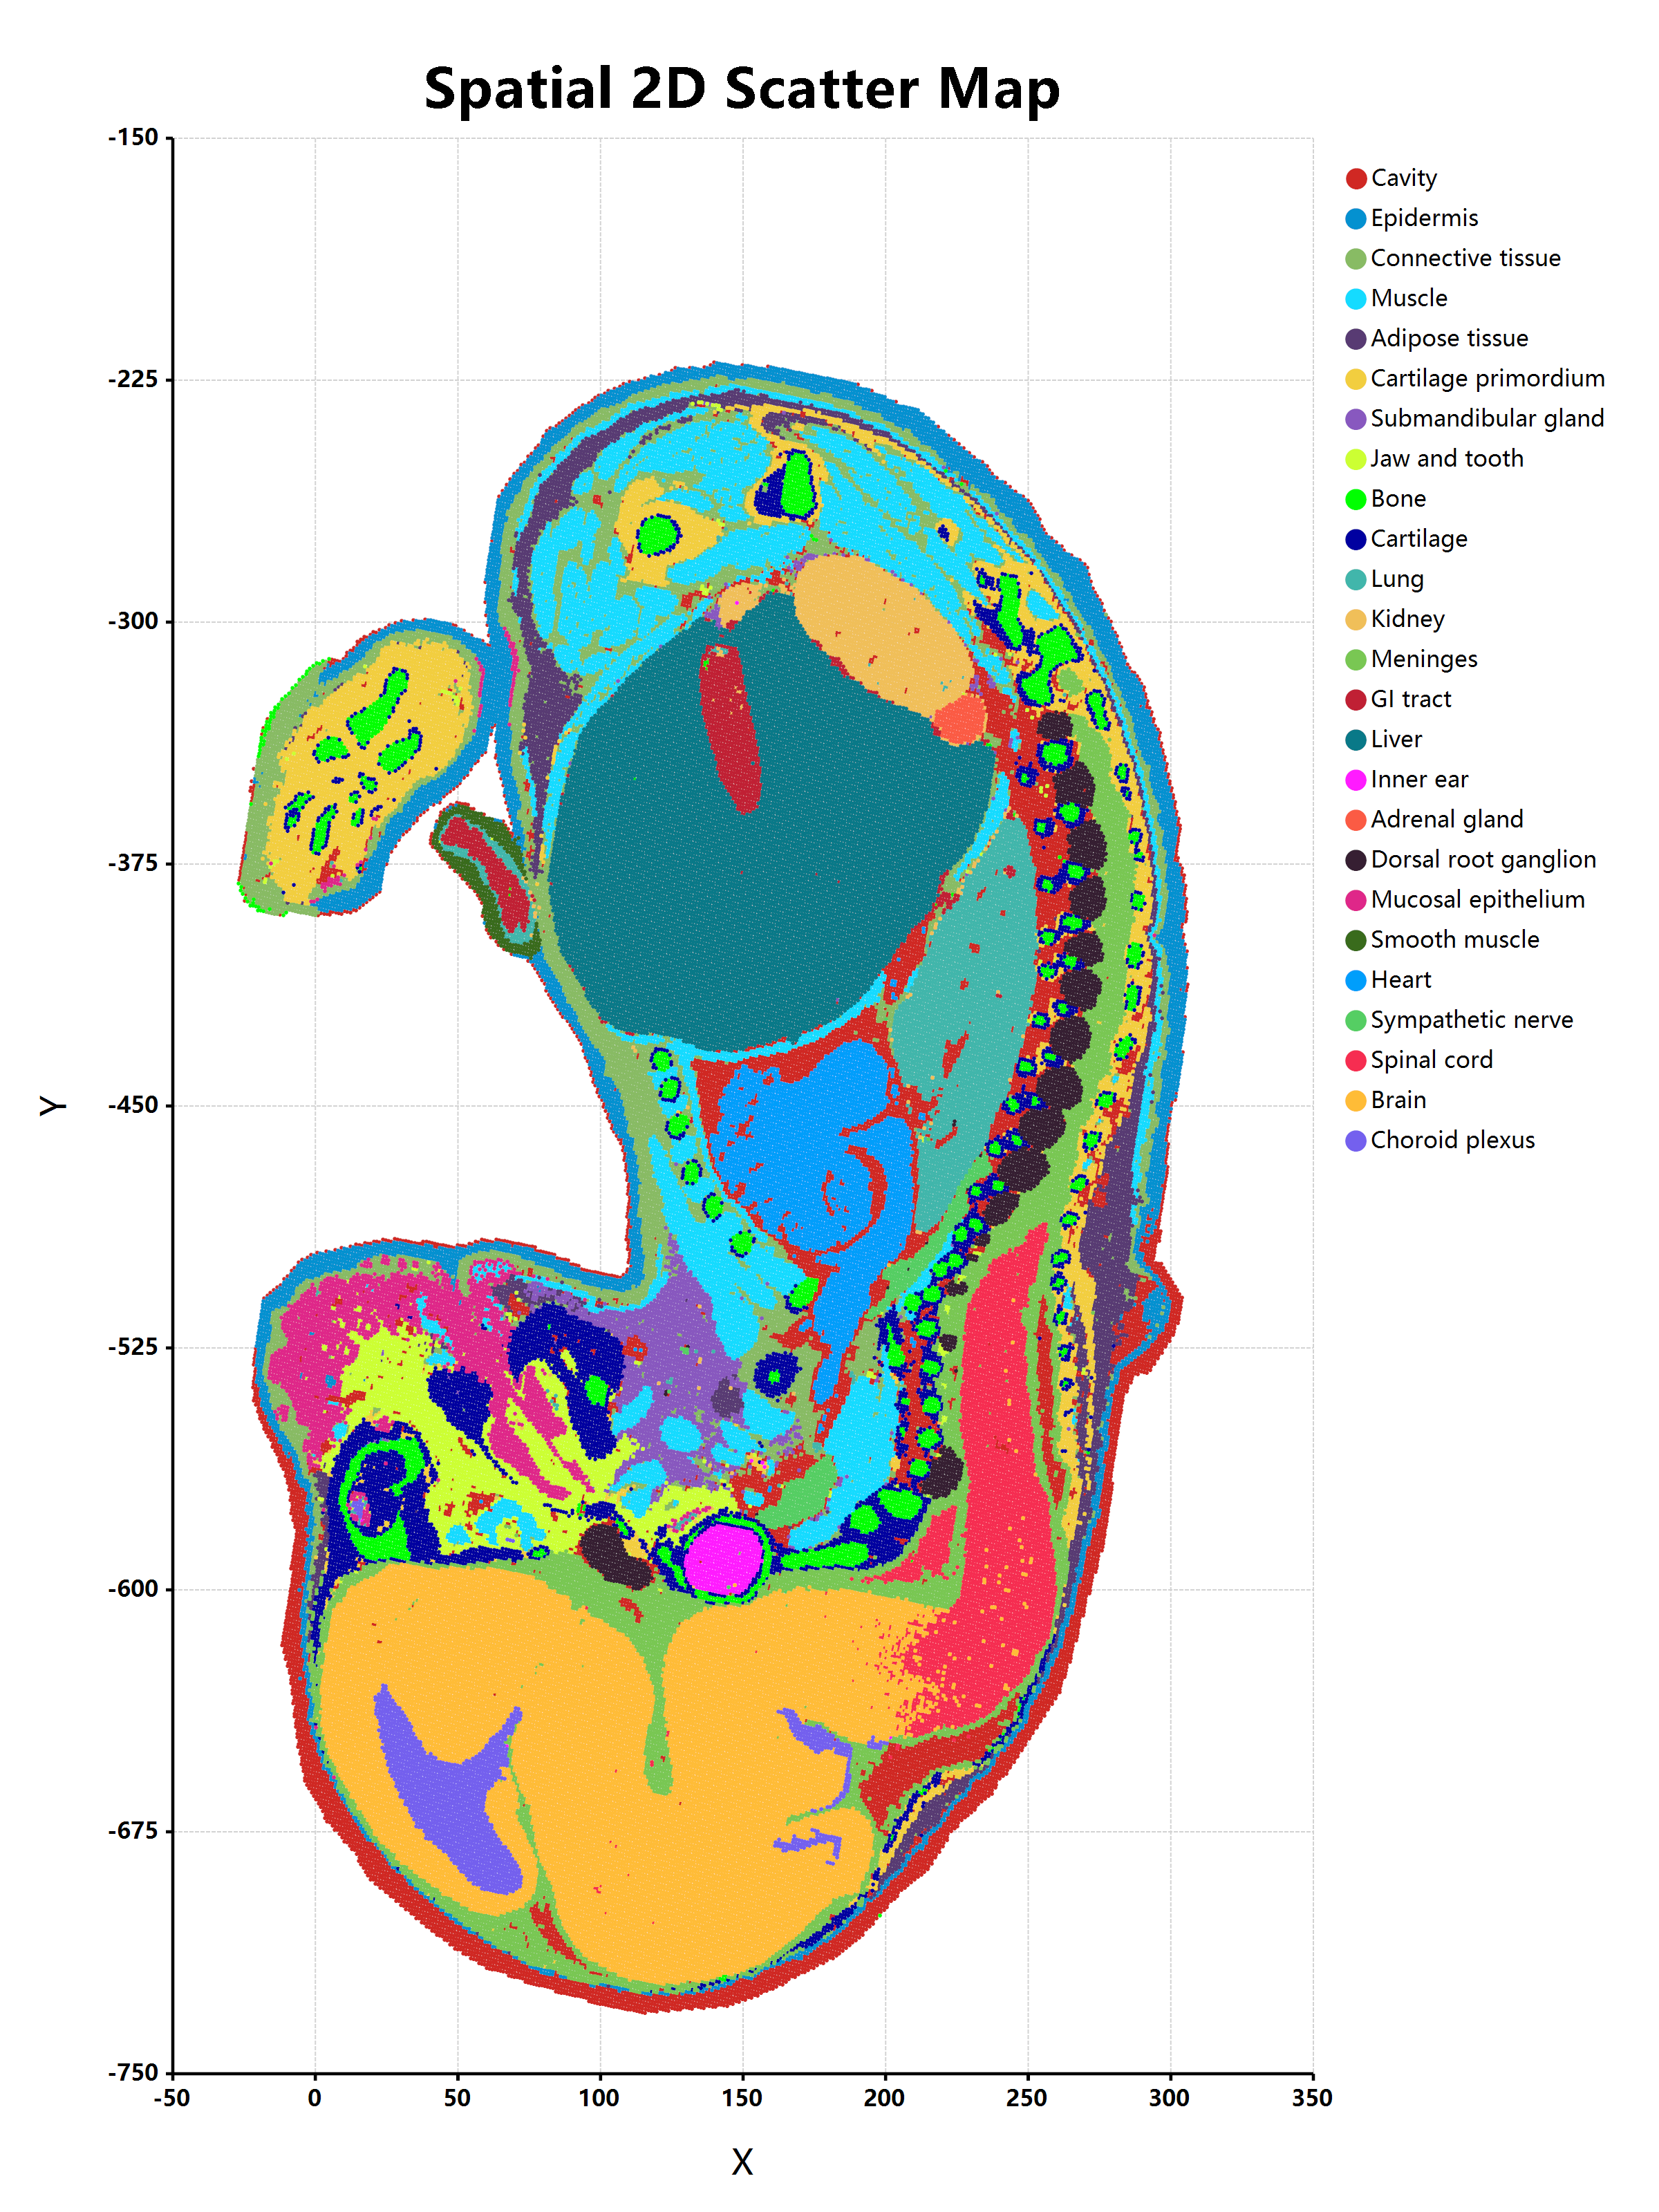 Spatial 2D Scatter Map
-150
-225
-300
-375
-450
-525
-600
-675
-750
Y
-50 0 50 100 150 200 250 300 350
X
Cavity
Epidermis
Connective tissue
Muscle
Adipose tissue
Cartilage primordium
Submandibular gland
Jaw and tooth
Bone
Cartilage
Lung
Kidney
Meninges
GI tract
Liver
Inner ear
Adrenal gland
Dorsal root ganglion
Mucosal epithelium
Smooth muscle
Heart
Sympathetic nerve
Spinal cord
Brain
Choroid plexus